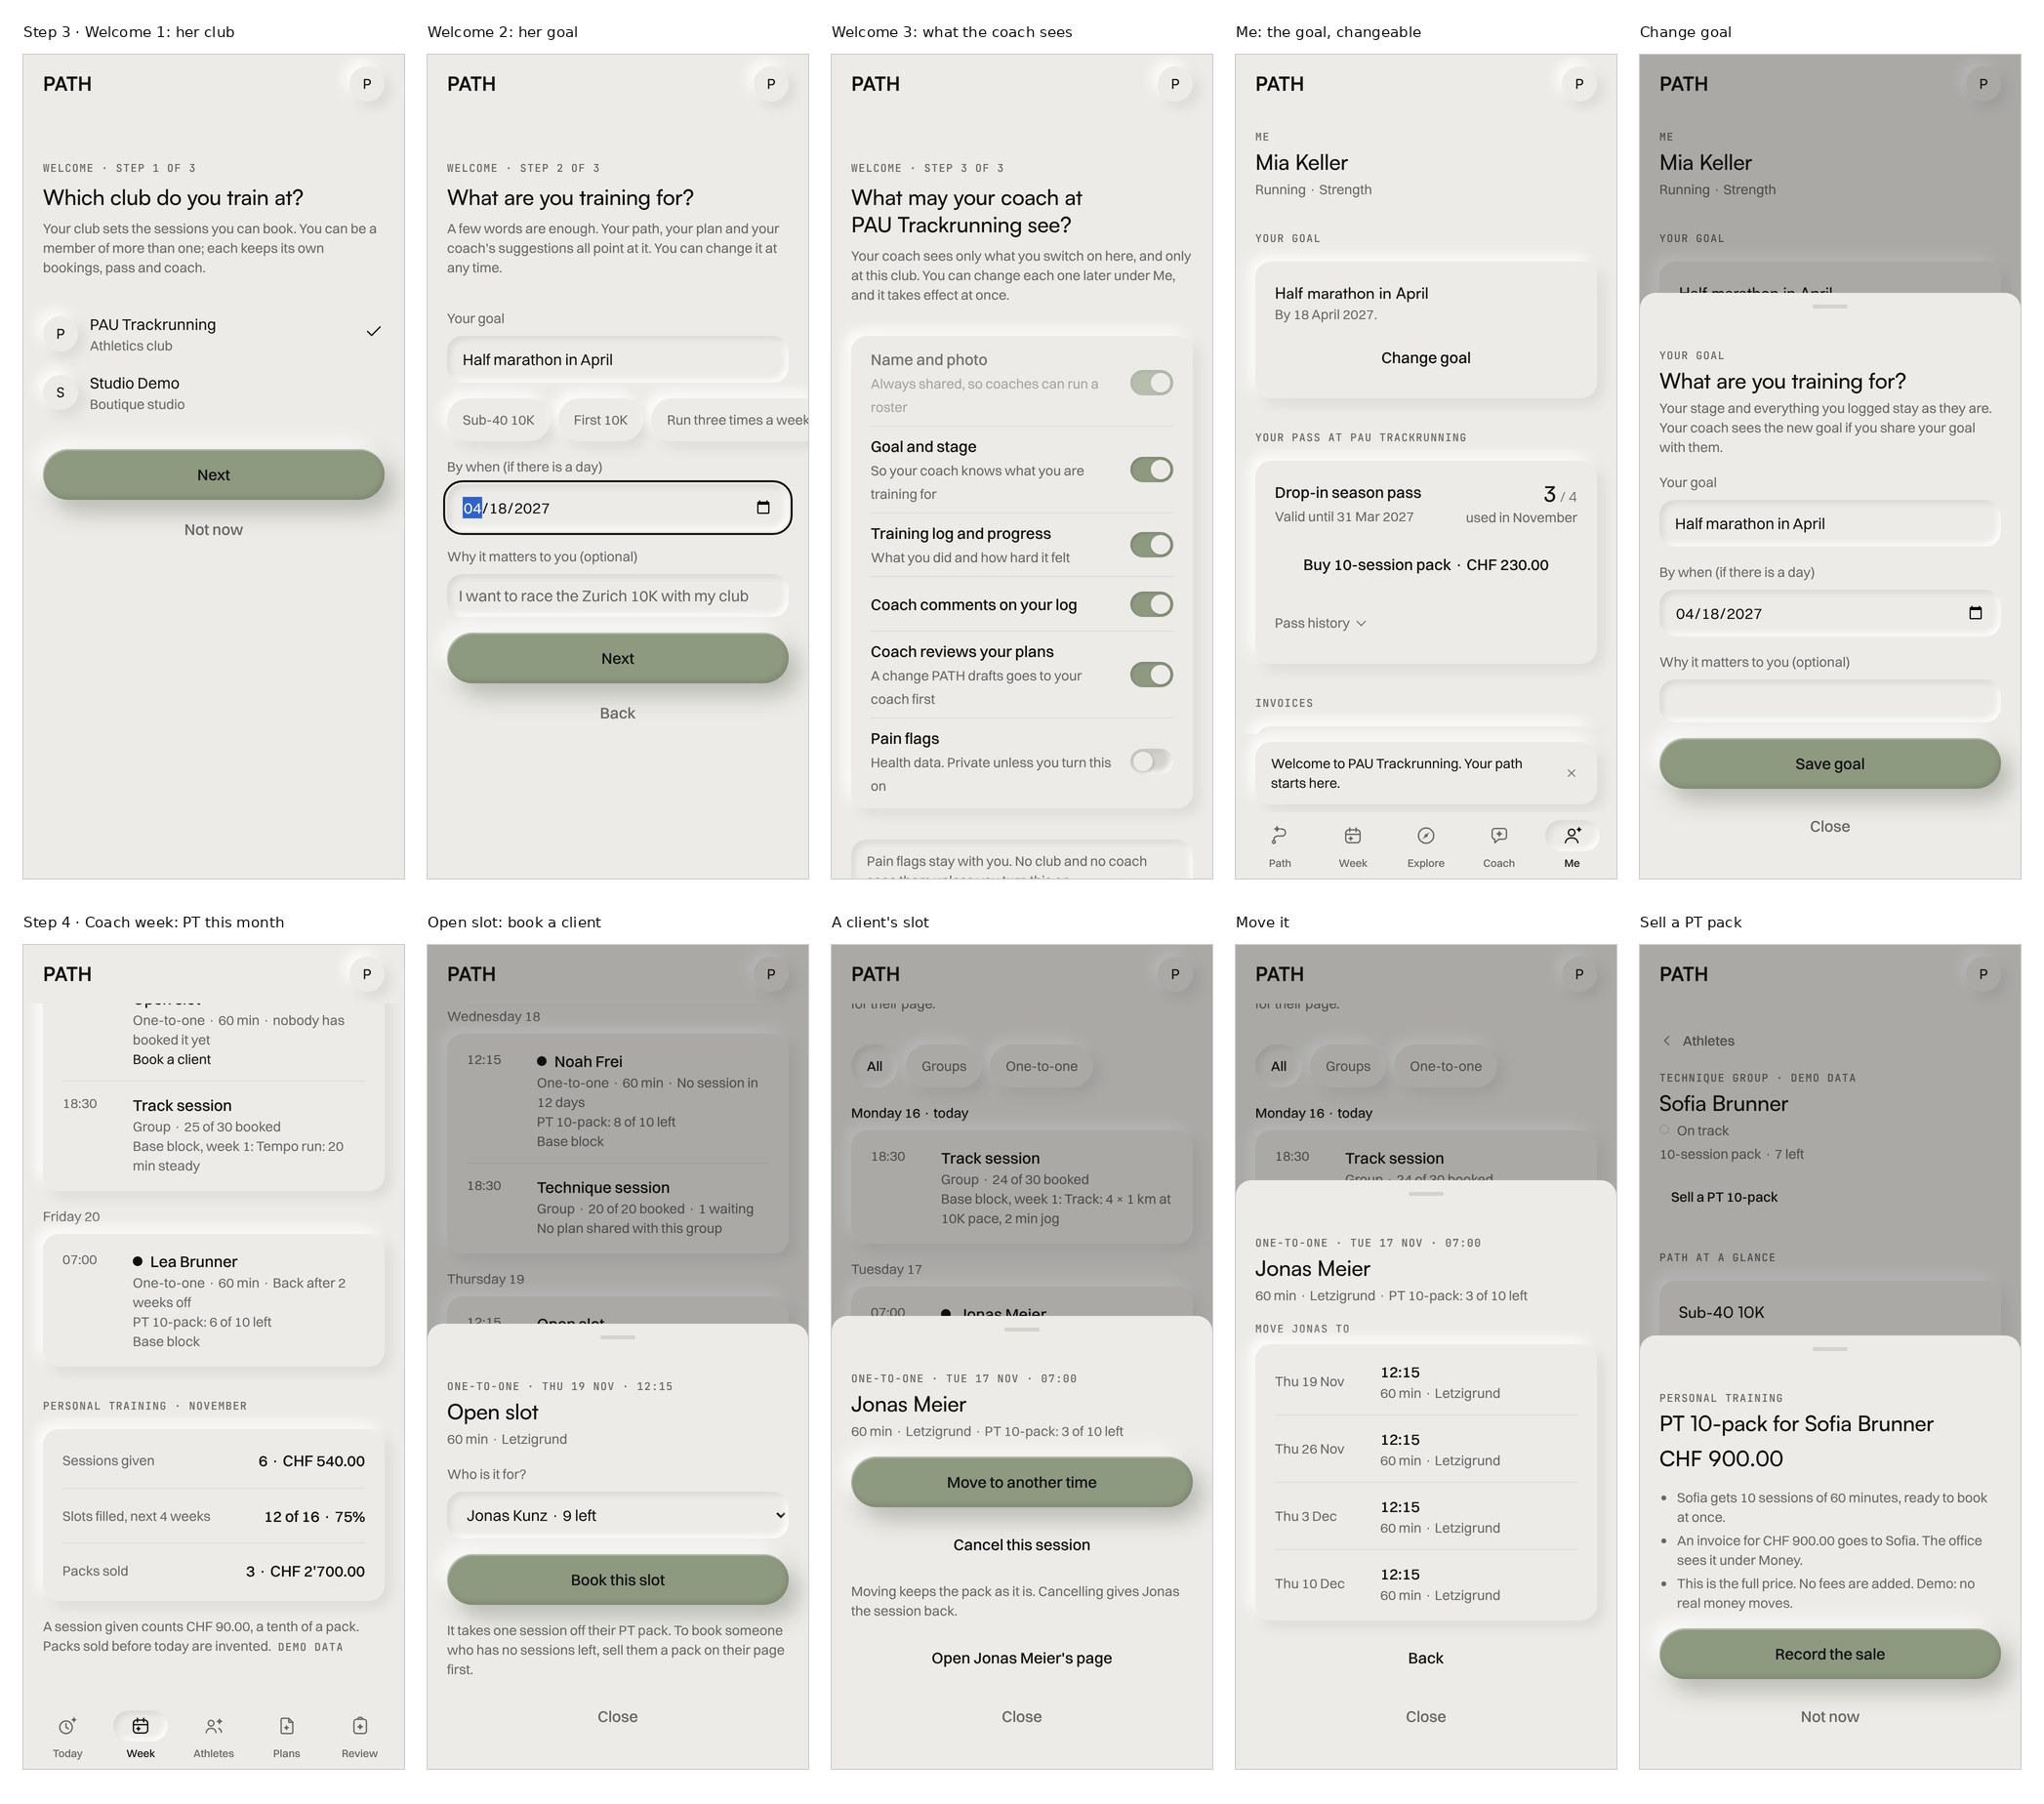 Step 3 · Welcome 1: her club
PATH
P
WELCOME · STEP 1 OF 3
Which club do you train at?
Your club sets the sessions you can book. You can be a
member of more than one; each keeps its own
bookings, pass and coach.
P
PAU Trackrunning
Athletics club
S
Studio Demo
Boutique studio
Next
Not now
Welcome 2: her goal
PATH
P
WELCOME · STEP 2 OF 3
What are you training for?
A few words are enough. Your path, your plan and your
coach's suggestions all point at it. You can change it at
any time.
Your goal
Half marathon in April
Sub-40 10K
First 10K
Run three times a week
By when (if there is a day)
04/18/2027
Why it matters to you (optional)
I want to race the Zurich 10K with my club
Next
Back
Welcome 3: what the coach sees
PATH
P
WELCOME · STEP 3 OF 3
What may your coach at
PAU Trackrunning see?
Your coach sees only what you switch on here, and only
at this club. You can change each one later under Me,
and it takes effect at once.
Name and photo
Always shared, so coaches can run a
roster
Goal and stage
So your coach knows what you are
training for
Training log and progress
What you did and how hard it felt
Coach comments on your log
Coach reviews your plans
A change PATH drafts goes to your
coach first
Pain flags
Health data. Private unless you turn this
on
Pain flags stay with you. No club and no coach
Me: the goal, changeable
PATH
P
ME
Mia Keller
Running · Strength
YOUR GOAL
Half marathon in April
By 18 April 2027.
Change goal
YOUR PASS AT PAU TRACKRUNNING
Drop-in season pass
3 / 4
Valid until 31 Mar 2027
used in November
Buy 10-session pack · CHF 230.00
Pass history
INVOICES
Welcome to PAU Trackrunning. Your path
starts here.
Path
Week
Explore
Coach
Me
Change goal
PATH
P
ME
Mia Keller
Running · Strength
YOUR GOAL
Half marathon in April
YOUR GOAL
What are you training for?
Your stage and everything you logged stay as they are.
Your coach sees the new goal if you share your goal
with them.
Your goal
Half marathon in April
By when (if there is a day)
04/18/2027
Why it matters to you (optional)
Save goal
Close
Step 4 · Coach week: PT this month
PATH
P
Open slot
One-to-one · 60 min · nobody has
booked it yet
Book a client
18:30
Track session
Group · 25 of 30 booked
Base block, week 1: Tempo run: 20
min steady
Friday 20
07:00
Lea Brunner
One-to-one · 60 min · Back after 2
weeks off
PT 10-pack: 6 of 10 left
Base block
PERSONAL TRAINING · NOVEMBER
Sessions given
6 · CHF 540.00
Slots filled, next 4 weeks
12 of 16 · 75%
Packs sold
3 · CHF 2'700.00
A session given counts CHF 90.00, a tenth of a pack.
Packs sold before today are invented. DEMO DATA
Today
Week
Athletes
Plans
Review
Open slot: book a client
PATH
P
Wednesday 18
12:15
Noah Frei
One-to-one · 60 min · No session in
12 days
PT 10-pack: 8 of 10 left
Base block
18:30
Technique session
Group · 20 of 20 booked · 1 waiting
No plan shared with this group
Thursday 19
12:15
Open slot
ONE-TO-ONE · THU 19 NOV · 12:15
Open slot
60 min · Letzigrund
Who is it for?
Jonas Kunz · 9 left
Book this slot
It takes one session off their PT pack. To book someone
who has no sessions left, sell them a pack on their page
first.
Close
A client's slot
PATH
P
for their page.
All
Groups
One-to-one
Monday 16 · today
18:30
Track session
Group · 24 of 30 booked
Base block, week 1: Track: 4 × 1 km at
10K pace, 2 min jog
Tuesday 17
07:00
Jonas Meier
ONE-TO-ONE · TUE 17 NOV · 07:00
Jonas Meier
60 min · Letzigrund · PT 10-pack: 3 of 10 left
Move to another time
Cancel this session
Moving keeps the pack as it is. Cancelling gives Jonas
the session back.
Open Jonas Meier's page
Close
Move it
PATH
P
for their page.
All
Groups
One-to-one
Monday 16 · today
18:30
Track session
Group · 24 of 30 booked
ONE-TO-ONE · TUE 17 NOV · 07:00
Jonas Meier
60 min · Letzigrund · PT 10-pack: 3 of 10 left
MOVE JONAS TO
Thu 19 Nov
12:15
60 min · Letzigrund
Thu 26 Nov
12:15
60 min · Letzigrund
Thu 3 Dec
12:15
60 min · Letzigrund
Thu 10 Dec
12:15
60 min · Letzigrund
Back
Close
Sell a PT pack
PATH
P
Athletes
TECHNIQUE GROUP · DEMO DATA
Sofia Brunner
On track
10-session pack · 7 left
Sell a PT 10-pack
PATH AT A GLANCE
Sub-40 10K
PERSONAL TRAINING
PT 10-pack for Sofia Brunner
CHF 900.00
• Sofia gets 10 sessions of 60 minutes, ready to book
at once.
• An invoice for CHF 900.00 goes to Sofia. The office
sees it under Money.
• This is the full price. No fees are added. Demo: no
real money moves.
Record the sale
Not now